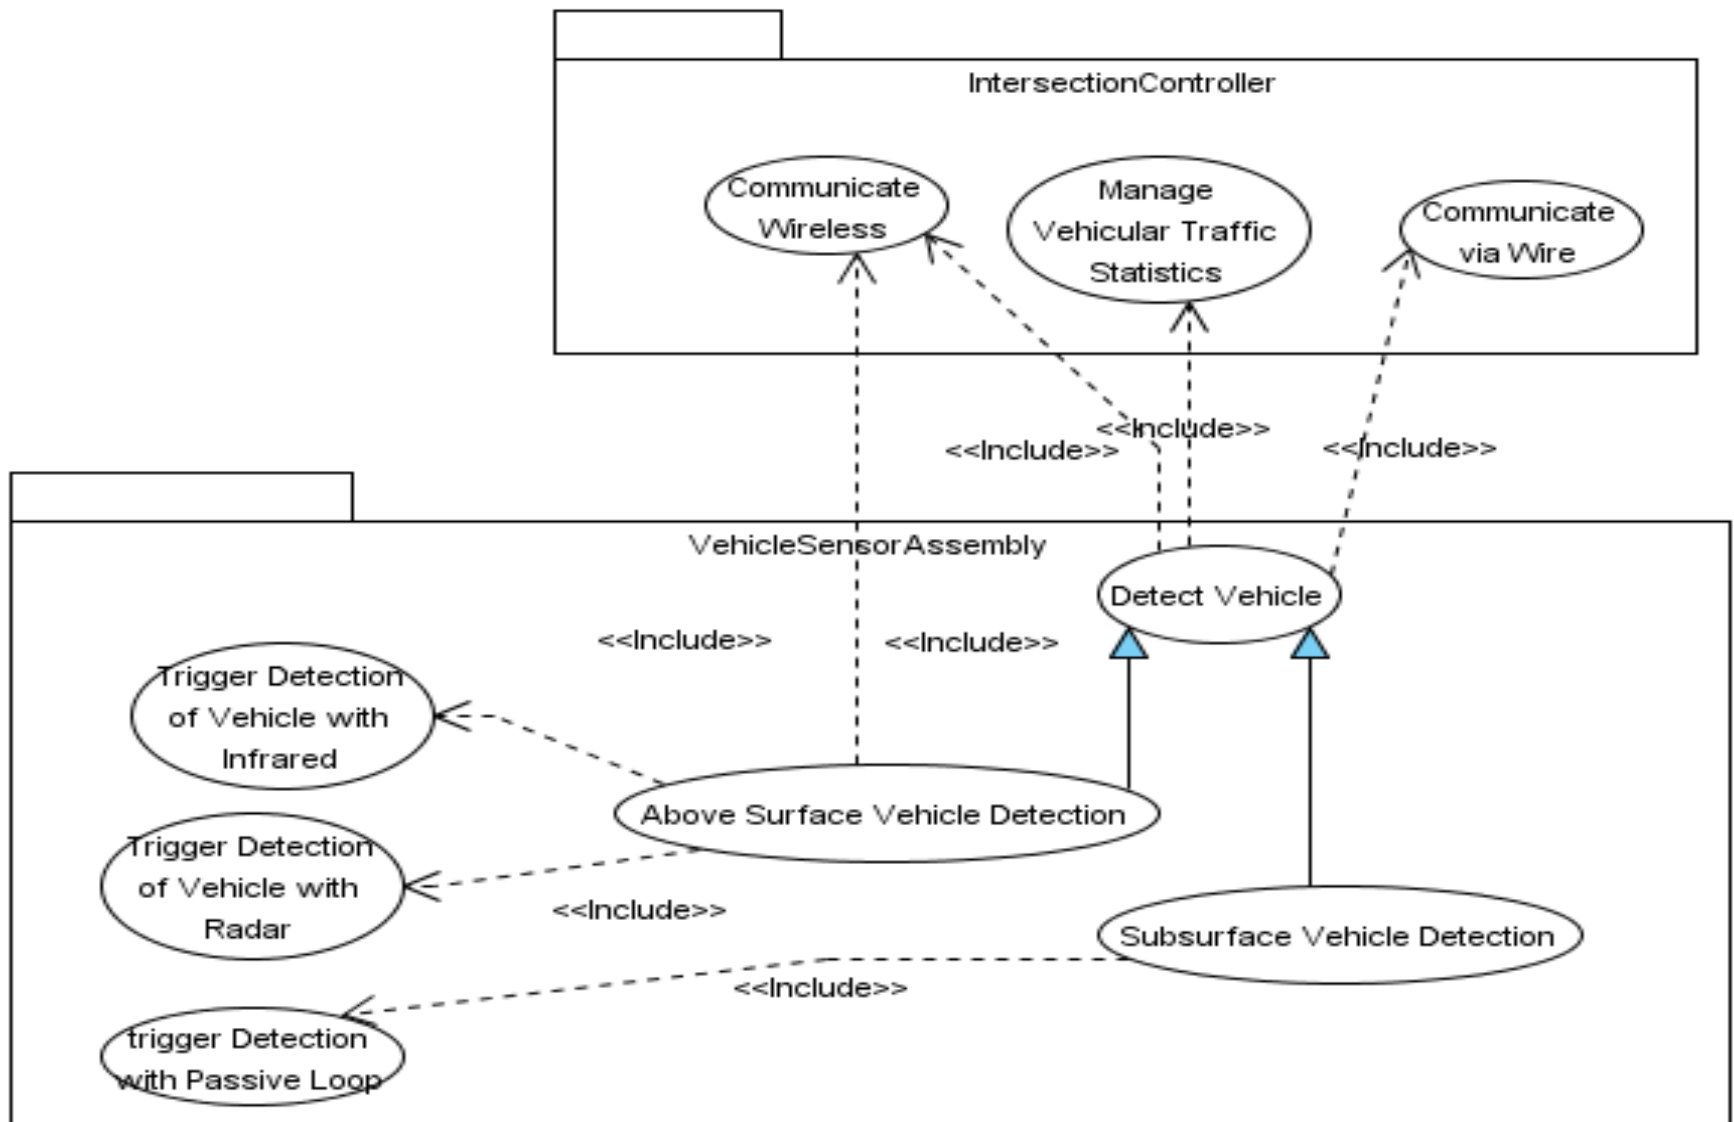 IntersectionController
Communicate
Wireless
Manage
Vehicular Traffic
Statistics
Communicate
via Wire
<<Include>>
<<Include>>
<<Include>>
VehicleSensorAssembly
Detect Vehicle
<<Include>>
<<Include>>
Trigger Detection
of Vehicle with
Infrared
Above Surface Vehicle Detection
Trigger Detection
of Vehicle with
Radar
<<Include>>
Subsurface Vehicle Detection
<<Include>>
trigger Detection
with Passive Loop